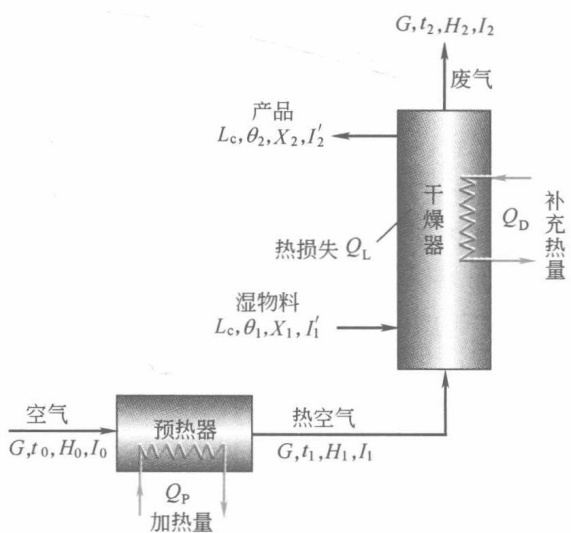 G,t₂,H₂,I₂
废气
产品
L_c,θ₂,X₂,I′₂
干燥器
补充热量
Q_D
热损失 Q_L
湿物料
L_c,θ₁,X₁,I′₁
空气
G,t₀,H₀,I₀
预热器
热空气
G,t₁,H₁,I₁
Q_P
加热量